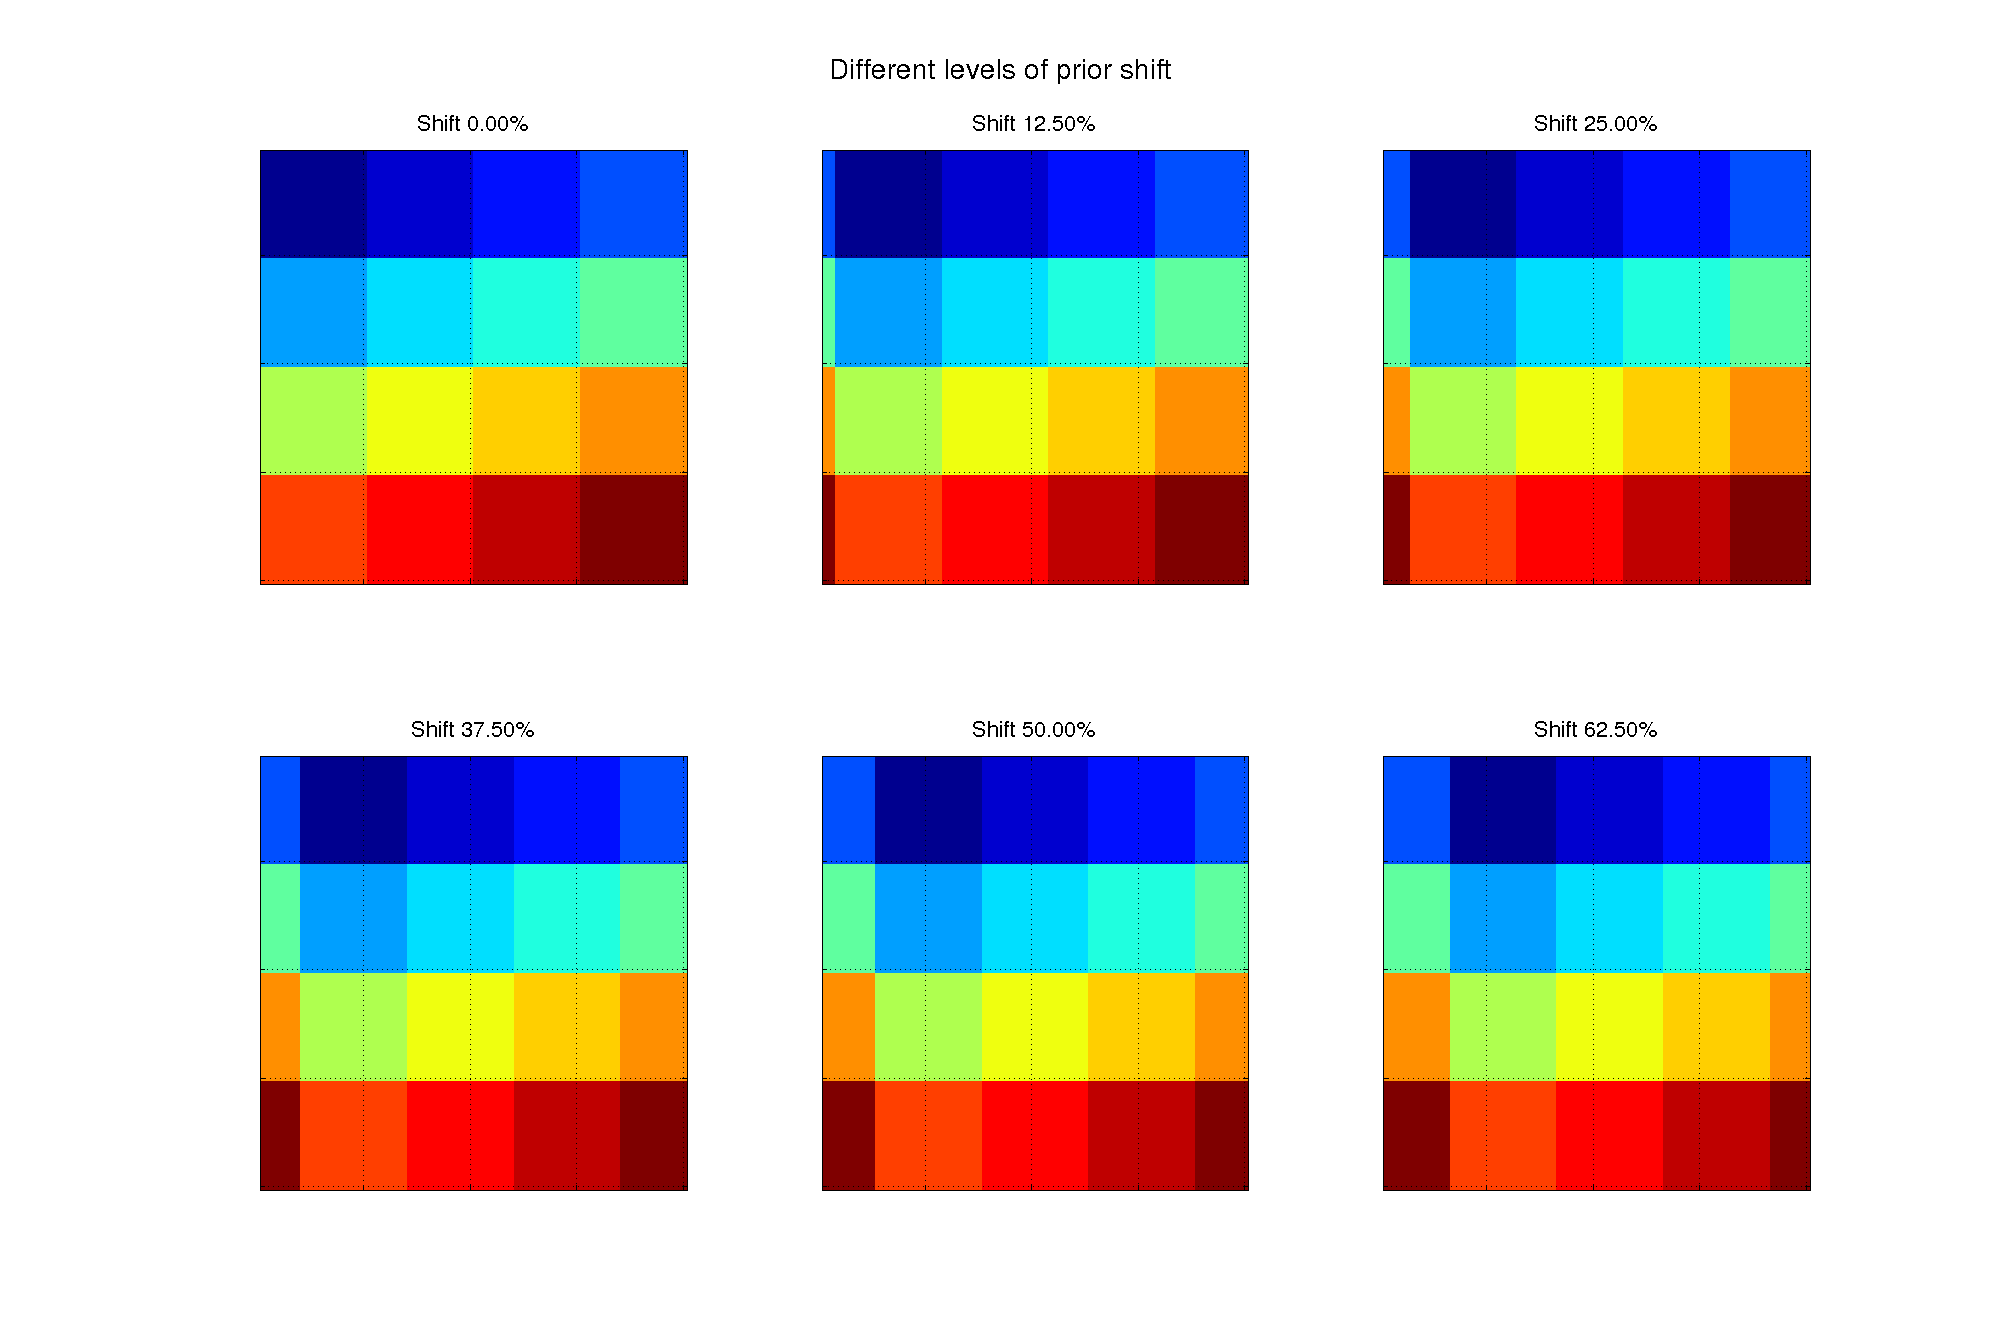 Different levels of prior shift
Shift 0.00%
Shift 12.50%
Shift 25.00%
Shift 37.50%
Shift 50.00%
Shift 62.50%